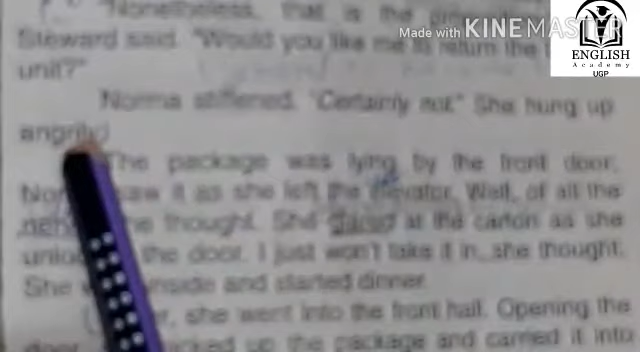 "Nonetheless, that is the
Steward said. "Would you like me to return the
unit?"
Norma stiffened. "Certainly not." She hung up
angrily.
The package was lying by the front door;
saw it as she left the elevator. Well, of all the
she thought. She glared at the carton as she
the door. I just won't take it in, she thought.
She inside and started dinner.
she went into the front hall. Opening the
picked up the package and carried it into
Made with KINEMASTER
ENGLISH
Academy
UGP